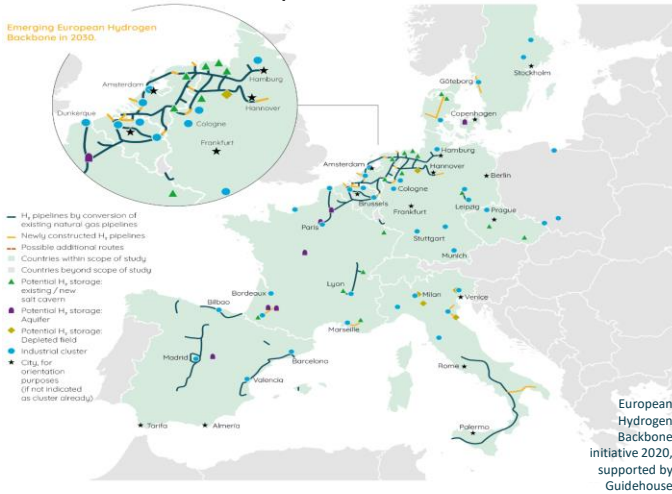 Emerging European Hydrogen
Backbone in 2030.
Amsterdam
Hamburg
Dunkerque
Hannover
Cologne
Frankfurt
H₂ pipelines by conversion of
existing natural gas pipelines
Newly constructed H₂ pipelines
Possible additional routes
Countries within scope of study
Countries beyond scope of study
Potential H₂ storage:
existing / new
salt cavern
Potential H₂ storage:
Aquifer
Potential H₂ storage:
Depleted field
Industrial cluster
City, for
orientation
purposes
(if not indicated
as cluster already)
Stockholm
Göteborg
Copenhagen
Hamburg
Amsterdam
Hannover
Berlin
Cologne
Brussels
Leipzig
Frankfurt
Prague
Paris
Stuttgart
Munich
Lyon
Bordeaux
Milan
Venice
Bilbao
Marseille
Madrid
Barcelona
Valencia
Rome
Tarifa
Almería
Palermo
European
Hydrogen
Backbone
initiative 2020,
supported by
Guidehouse